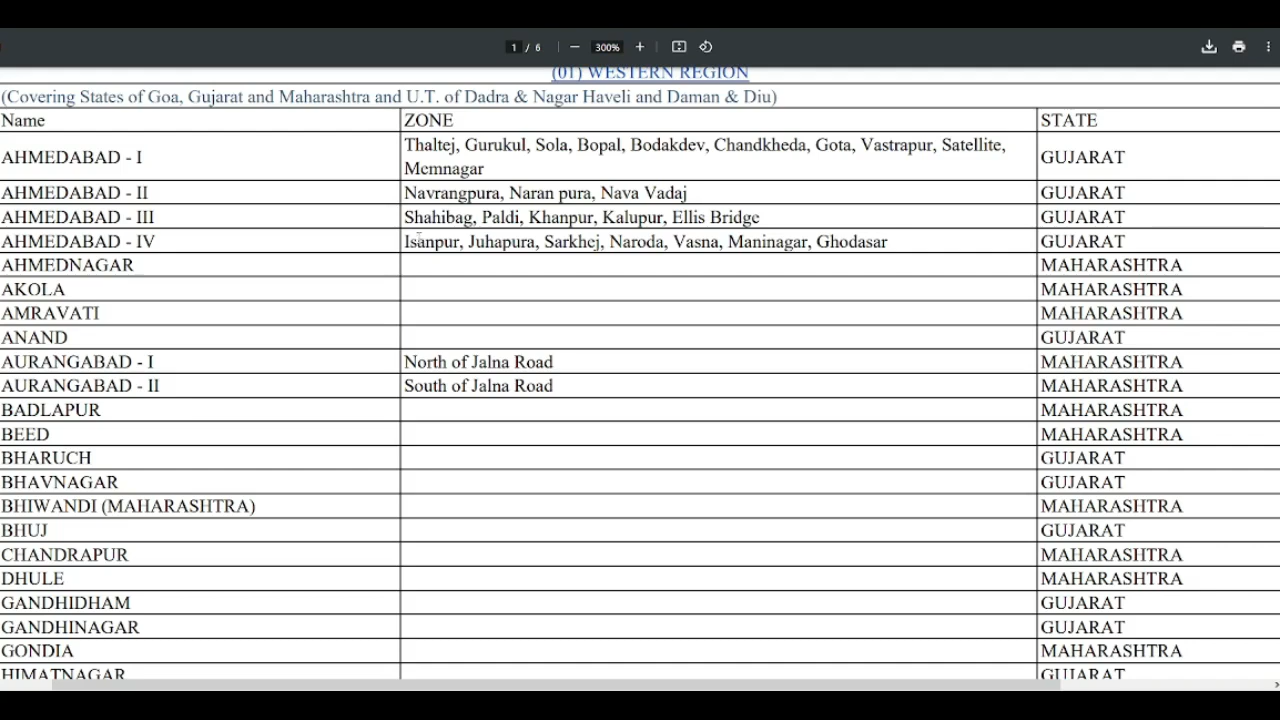 1 / 6 300%
(01) WESTERN REGION
(Covering States of Goa, Gujarat and Maharashtra and U.T. of Dadra & Nagar Haveli and Daman & Diu)
Name ZONE STATE
AHMEDABAD - I Thaltej, Gurukul, Sola, Bopal, Bodakdev, Chandkheda, Gota, Vastrapur, Satellite, GUJARAT
Memnagar
AHMEDABAD - II Navrangpura, Naran pura, Nava Vadaj GUJARAT
AHMEDABAD - III Shahibag, Paldi, Khanpur, Kalupur, Ellis Bridge GUJARAT
AHMEDABAD - IV Isanpur, Juhapura, Sarkhej, Naroda, Vasna, Maninagar, Ghodasar GUJARAT
AHMEDNAGAR MAHARASHTRA
AKOLA MAHARASHTRA
AMRAVATI MAHARASHTRA
ANAND GUJARAT
AURANGABAD - I North of Jalna Road MAHARASHTRA
AURANGABAD - II South of Jalna Road MAHARASHTRA
BADLAPUR MAHARASHTRA
BEED MAHARASHTRA
BHARUCH GUJARAT
BHAVNAGAR GUJARAT
BHIWANDI (MAHARASHTRA) MAHARASHTRA
BHUJ GUJARAT
CHANDRAPUR MAHARASHTRA
DHULE MAHARASHTRA
GANDHIDHAM GUJARAT
GANDHINAGAR GUJARAT
GONDIA MAHARASHTRA
HIMATNAGAR GUJARAT